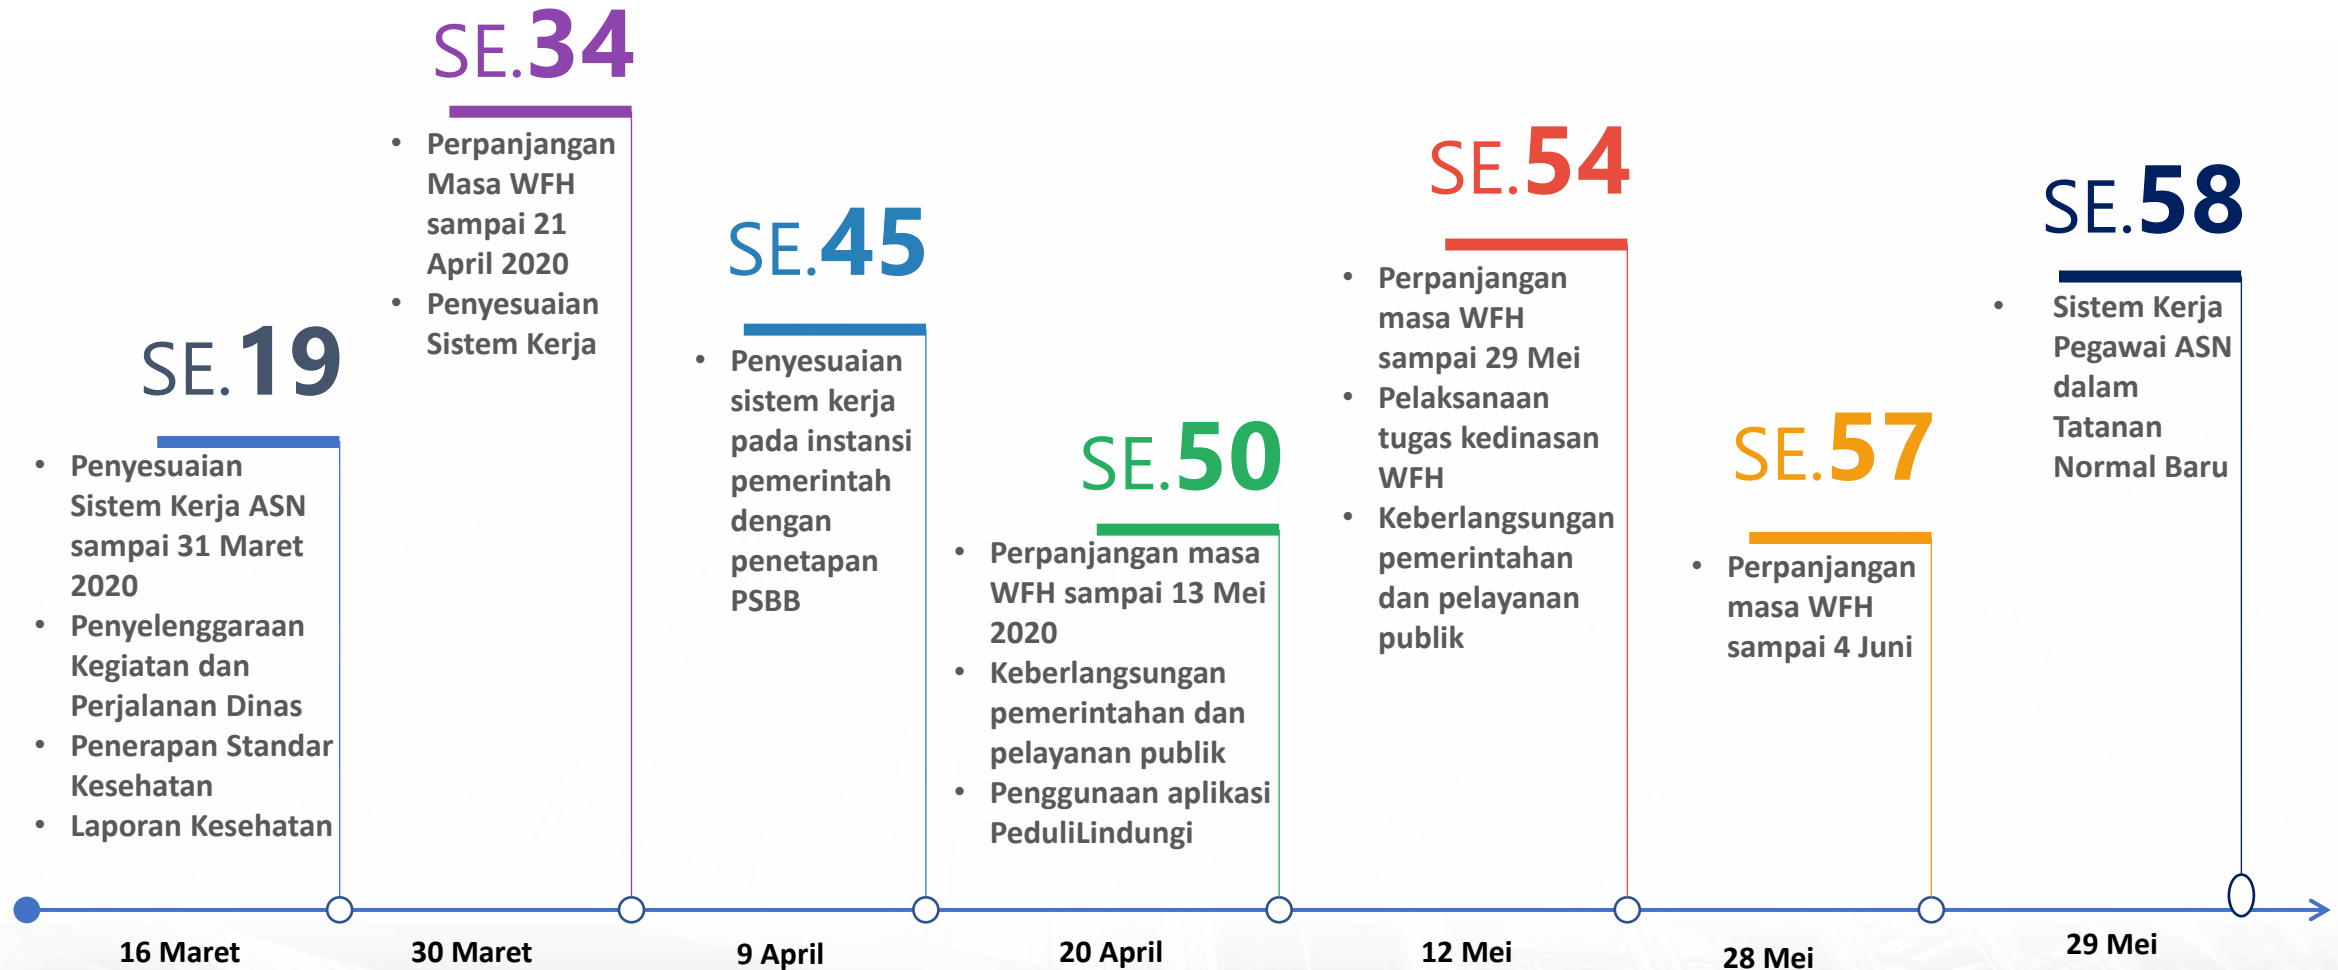 SE.19
• Penyesuaian
Sistem Kerja ASN
sampai 31 Maret
2020
• Penyelenggaraan
Kegiatan dan
Perjalanan Dinas
• Penerapan Standar
Kesehatan
• Laporan Kesehatan
16 Maret
SE.34
• Perpanjangan
Masa WFH
sampai 21
April 2020
• Penyesuaian
Sistem Kerja
30 Maret
SE.45
• Penyesuaian
sistem kerja
pada instansi
pemerintah
dengan
penetapan
PSBB
9 April
SE.50
• Perpanjangan masa
WFH sampai 13 Mei
2020
• Keberlangsungan
pemerintahan dan
pelayanan publik
• Penggunaan aplikasi
PeduliLindungi
20 April
SE.54
• Perpanjangan
masa WFH
sampai 29 Mei
• Pelaksanaan
tugas kedinasan
WFH
• Keberlangsungan
pemerintahan
dan pelayanan
publik
12 Mei
SE.57
• Perpanjangan
masa WFH
sampai 4 Juni
28 Mei
SE.58
• Sistem Kerja
Pegawai ASN
dalam
Tatanan
Normal Baru
29 Mei